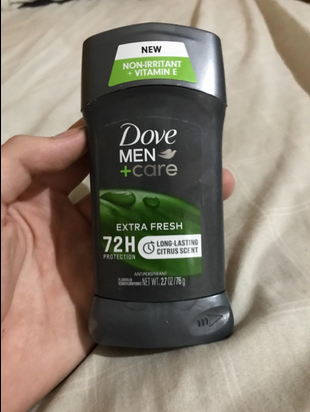 NEW
NON-IRRITANT
+ VITAMIN E
Dove
MEN
+care
EXTRA FRESH
72H
PROTECTION
LONG-LASTING
CITRUS SCENT
ANTIPERSPIRANT
NET WT. 2.7 OZ/76 g